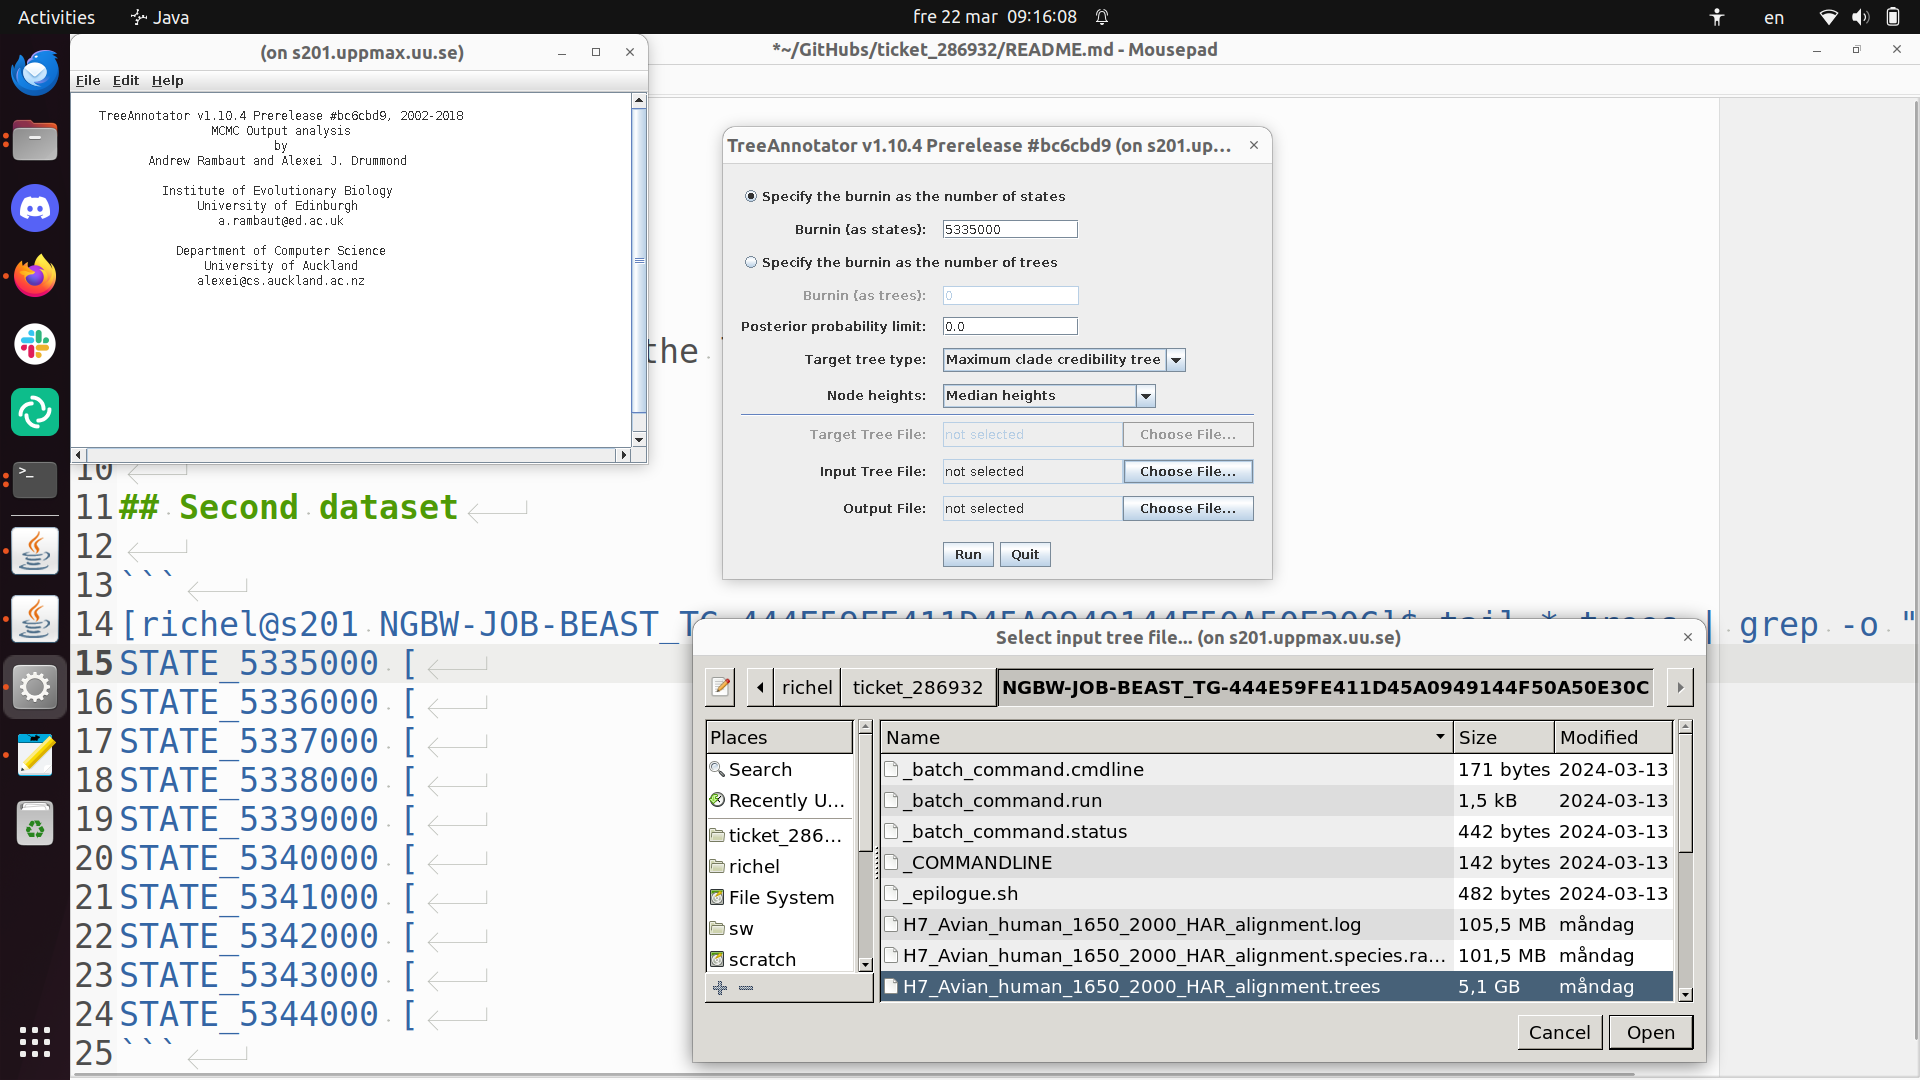 Activities
Java
fre 22 mar 09:16:08
en
(on s201.uppmax.uu.se)
File Edit Help
TreeAnnotator v1.10.4 Prerelease #bc6cbd9, 2002-2018
MCMC Output analysis
by
Andrew Rambaut and Alexei J. Drummond
Institute of Evolutionary Biology
University of Edinburgh
a.rambaut@ed.ac.uk
Department of Computer Science
University of Auckland
alexei@cs.auckland.ac.nz
*~/GitHubs/ticket_286932/README.md - Mousepad
the
10
11 ## Second dataset
12
13 ```
14 [richel@s201 NGBW-JOB-BEAST_TG-444E59FE411D45A0949144F50A50E30C]$ tail *.trees | grep -o "
15 STATE_5335000 [
16 STATE_5336000 [
17 STATE_5337000 [
18 STATE_5338000 [
19 STATE_5339000 [
20 STATE_5340000 [
21 STATE_5341000 [
22 STATE_5342000 [
23 STATE_5343000 [
24 STATE_5344000 [
25 ```
TreeAnnotator v1.10.4 Prerelease #bc6cbd9 (on s201.up...
Specify the burnin as the number of states
Burnin (as states): 5335000
Specify the burnin as the number of trees
Burnin (as trees): 0
Posterior probability limit: 0.0
Target tree type: Maximum clade credibility tree
Node heights: Median heights
Target Tree File: not selected Choose File...
Input Tree File: not selected Choose File...
Output File: not selected Choose File...
Run Quit
Select input tree file... (on s201.uppmax.uu.se)
richel ticket_286932 NGBW-JOB-BEAST_TG-444E59FE411D45A0949144F50A50E30C
Places
Search
Recently U...
ticket_286...
richel
File System
sw
scratch
Name Size Modified
_batch_command.cmdline 171 bytes 2024-03-13
_batch_command.run 1,5 kB 2024-03-13
_batch_command.status 442 bytes 2024-03-13
_COMMANDLINE 142 bytes 2024-03-13
_epilogue.sh 482 bytes 2024-03-13
H7_Avian_human_1650_2000_HAR_alignment.log 105,5 MB måndag
H7_Avian_human_1650_2000_HAR_alignment.species.ra... 101,5 MB måndag
H7_Avian_human_1650_2000_HAR_alignment.trees 5,1 GB måndag
Cancel Open